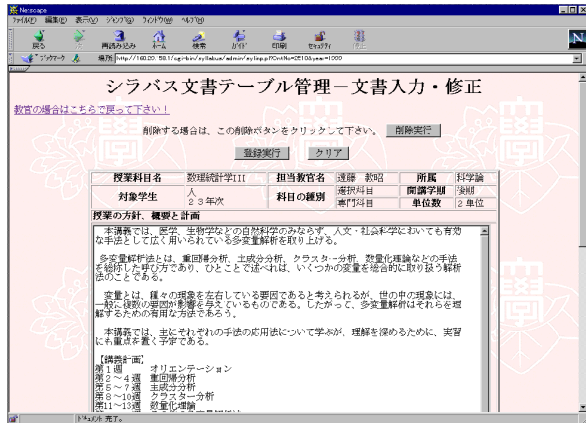 Netscape
ファイル(F) 編集(E) 表示(V) ジャンプ(G) ウィンドウ(W) ヘルプ(H)
戻る 再読み込み ホーム 検索 ガイド 印刷 セキュリティ 停止
ブックマーク 場所
シラバス文書テーブル管理－文書入力・修正
教官の場合はこちらで戻って下さい！
削除する場合は、この削除ボタンをクリックして下さい。 削除実行
登録実行 クリア
授業科目名 数理統計学III 担当教官名 遠藤 教昭 所属 科学論
対象学生 人 ２３年次 科目の種別 選択科目 専門科目 開講学期 後期 単位数 ２単位
授業の方針、概要と計画
本講義では、医学、生物学などの自然科学のみならず、人文・社会科学においても有効
な手法として広く用いられている多変量解析を取り上げる。
多変量解析法とは、重回帰分析、主成分分析、クラスター分析、数量化理論などの手法
を総称した呼び方であり、ひとことで述べれば、いくつかの変量を総合的に取り扱う解析
法のことである。
変量とは、種々の現象を左右している要因であると考えられるが、世の中の現象には、
一般に複数の要因が影響を与えているものである。したがって、多変量解析はそれらを理
解するための有用な方法であろう。
本講義では、主にそれぞれの手法の応用法について学ぶが、理解を深めるために、実習
にも重点を置く予定である。
【講義計画】
第１週 オリエンテーション
第２～４週 重回帰分析
第５～７週 主成分分析
第８～10週 クラスター分析
第11～13週 数量化理論
ドキュメント 完了。